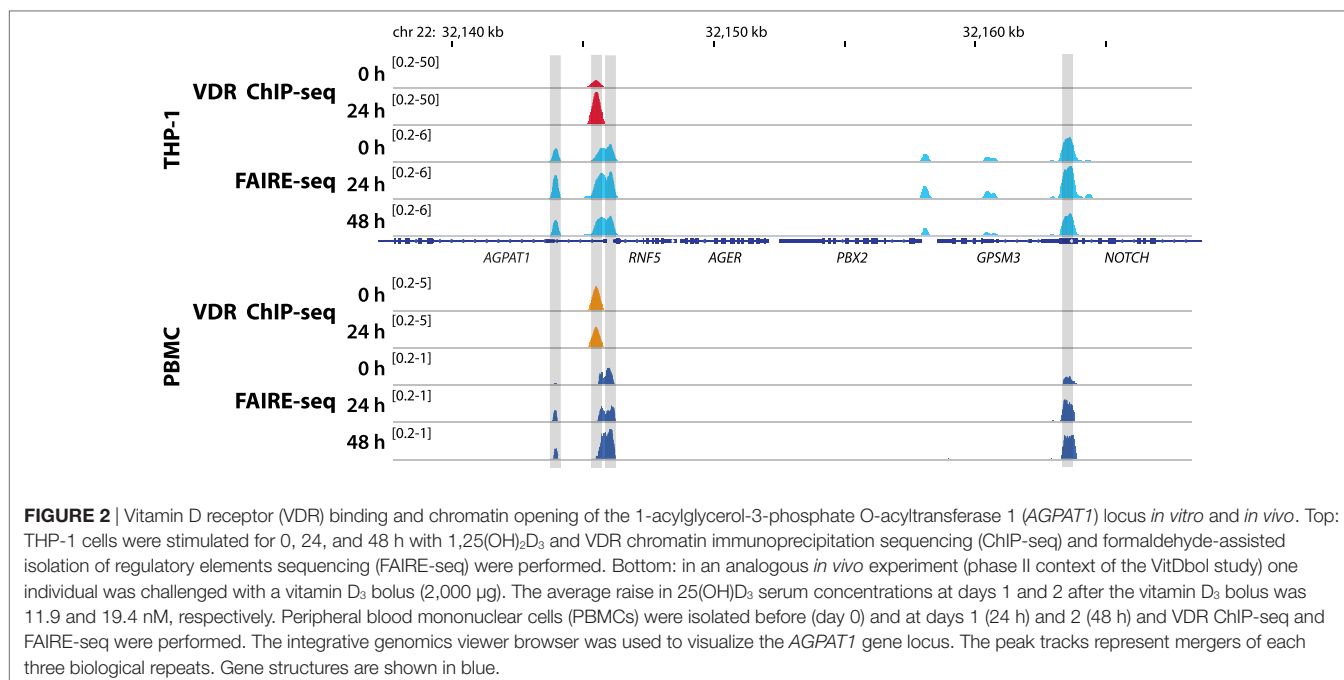 chr 22: 32,140 kb 32,150 kb 32,160 kb
THP-1
VDR ChIP-seq
0 h [0.2-50]
24 h [0.2-50]
FAIRE-seq
0 h [0.2-6]
24 h [0.2-6]
48 h [0.2-6]
AGPAT1 RNF5 AGER PBX2 GPSM3 NOTCH
PBMC
VDR ChIP-seq
0 h [0.2-5]
24 h [0.2-5]
FAIRE-seq
0 h [0.2-1]
24 h [0.2-1]
48 h [0.2-1]
FIGURE 2 | Vitamin D receptor (VDR) binding and chromatin opening of the 1-acylglycerol-3-phosphate O-acyltransferase 1 (AGPAT1) locus in vitro and in vivo. Top:
THP-1 cells were stimulated for 0, 24, and 48 h with 1,25(OH)₂D₃ and VDR chromatin immunoprecipitation sequencing (ChIP-seq) and formaldehyde-assisted
isolation of regulatory elements sequencing (FAIRE-seq) were performed. Bottom: in an analogous in vivo experiment (phase II context of the VitDbol study) one
individual was challenged with a vitamin D₃ bolus (2,000 µg). The average raise in 25(OH)D₃ serum concentrations at days 1 and 2 after the vitamin D₃ bolus was
11.9 and 19.4 nM, respectively. Peripheral blood mononuclear cells (PBMCs) were isolated before (day 0) and at days 1 (24 h) and 2 (48 h) and VDR ChIP-seq and
FAIRE-seq were performed. The integrative genomics viewer browser was used to visualize the AGPAT1 gene locus. The peak tracks represent mergers of each
three biological repeats. Gene structures are shown in blue.